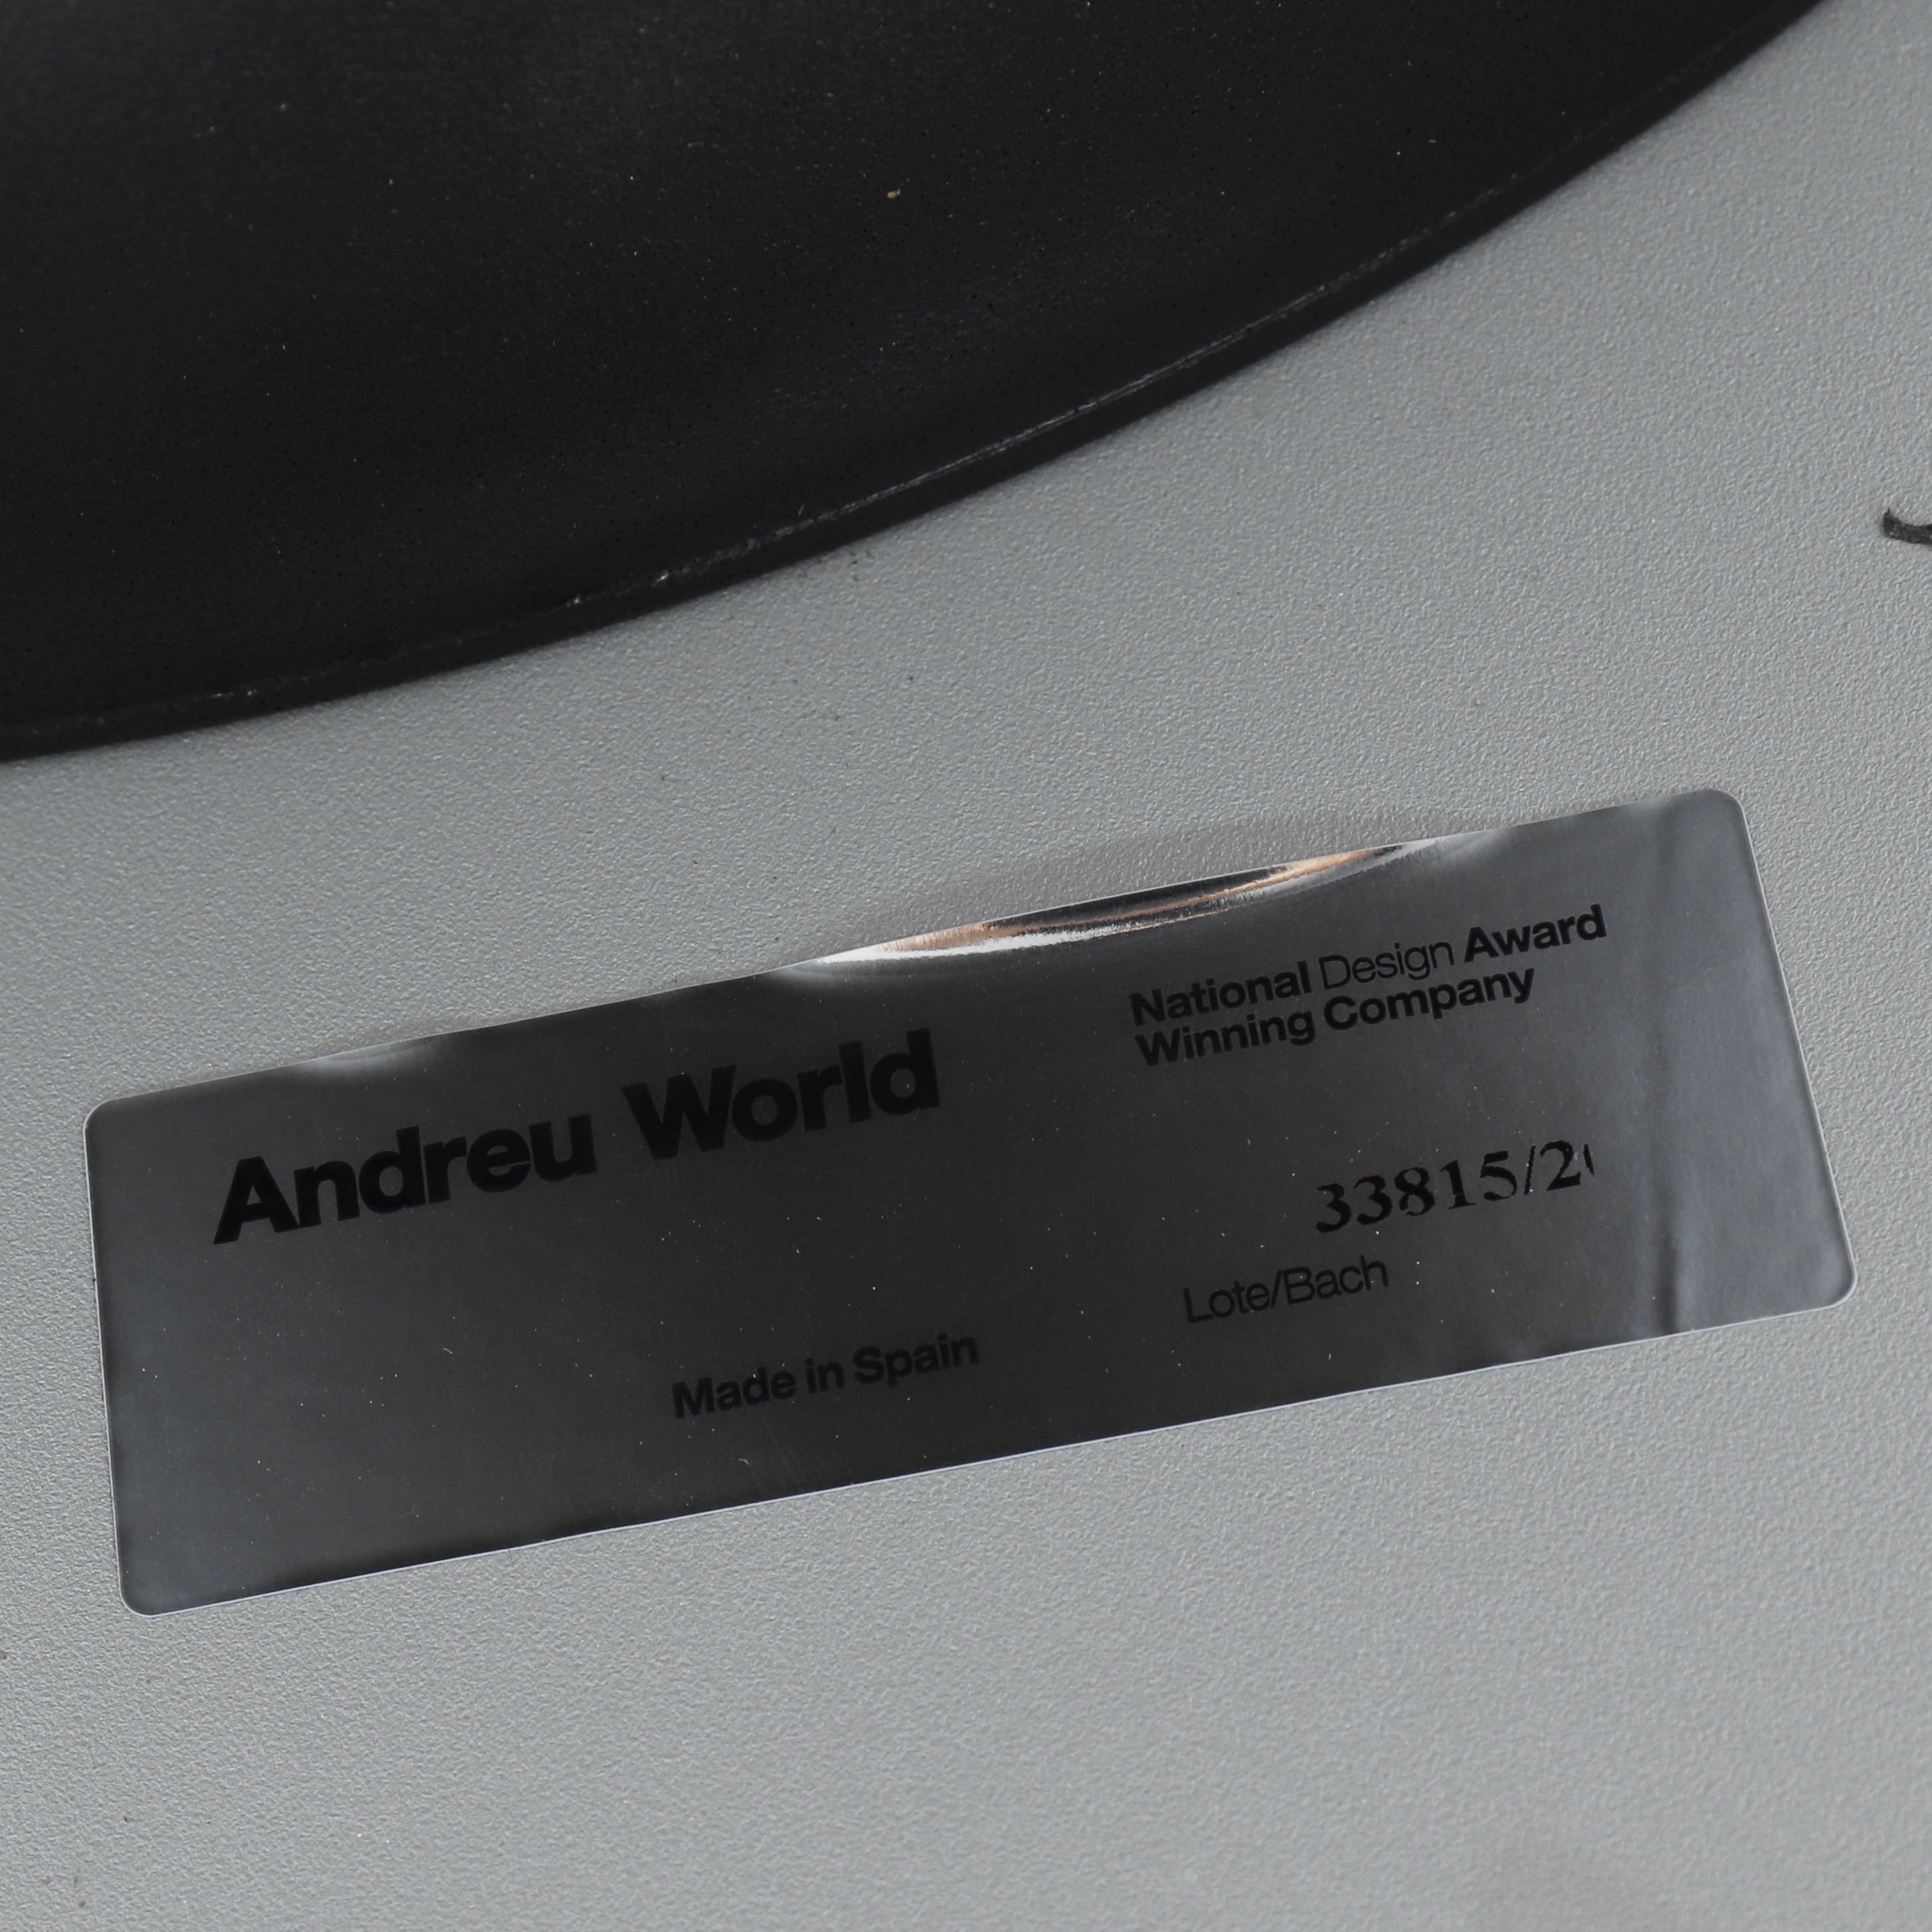 Andreu World
National Design Award
Winning Company
33815/2
Lote/Bach
Made in Spain